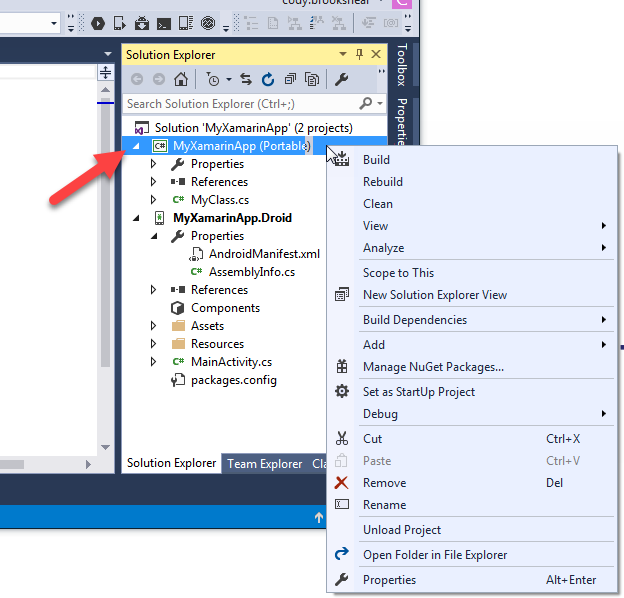 Solution Explorer
Toolbox
Search Solution Explorer (Ctrl+;)
Solution 'MyXamarinApp' (2 projects)
C# MyXamarinApp (Portable)
Properties
References
C# MyClass.cs
MyXamarinApp.Droid
Properties
AndroidManifest.xml
C# AssemblyInfo.cs
References
Components
Assets
Resources
C# MainActivity.cs
packages.config
Solution Explorer
Team Explorer
Build
Rebuild
Clean
View
Analyze
Scope to This
New Solution Explorer View
Build Dependencies
Add
Manage NuGet Packages...
Set as StartUp Project
Debug
Cut Ctrl+X
Paste Ctrl+V
Remove Del
Rename
Unload Project
Open Folder in File Explorer
Properties Alt+Enter